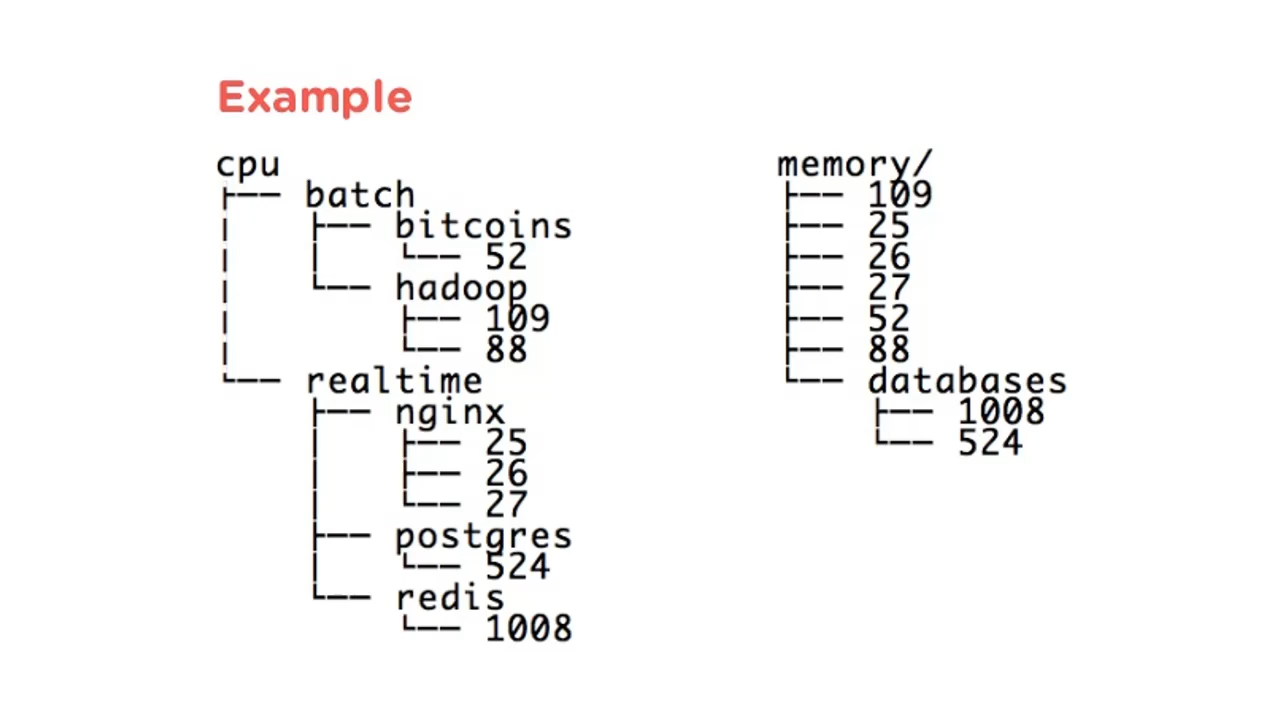 Example
cpu
├── batch
│   ├── bitcoins
│   │   └── 52
│   └── hadoop
│       ├── 109
│       └── 88
└── realtime
    ├── nginx
    │   ├── 25
    │   ├── 26
    │   └── 27
    ├── postgres
    │   └── 524
    └── redis
        └── 1008
memory/
├── 109
├── 25
├── 26
├── 27
├── 52
├── 88
└── databases
    ├── 1008
    └── 524